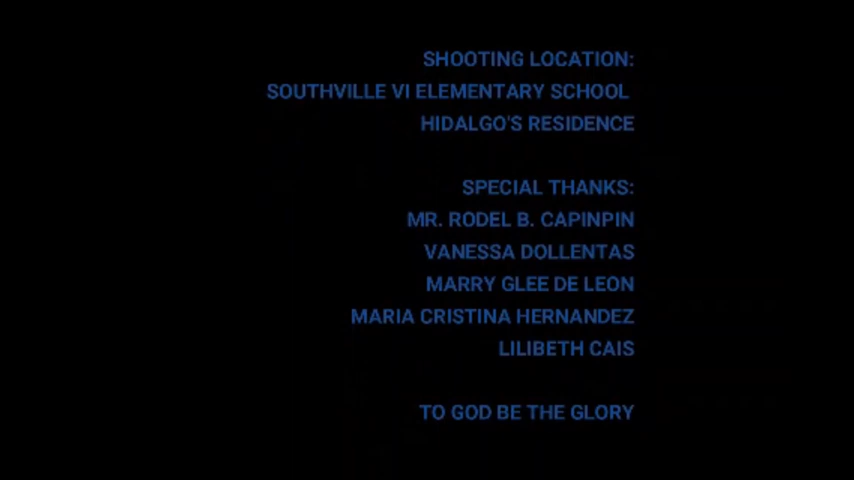 SHOOTING LOCATION:
SOUTHVILLE VI ELEMENTARY SCHOOL
HIDALGO'S RESIDENCE
SPECIAL THANKS:
MR. RODEL B. CAPINPIN
VANESSA DOLLENTAS
MARRY GLEE DE LEON
MARIA CRISTINA HERNANDEZ
LILIBETH CAIS
TO GOD BE THE GLORY